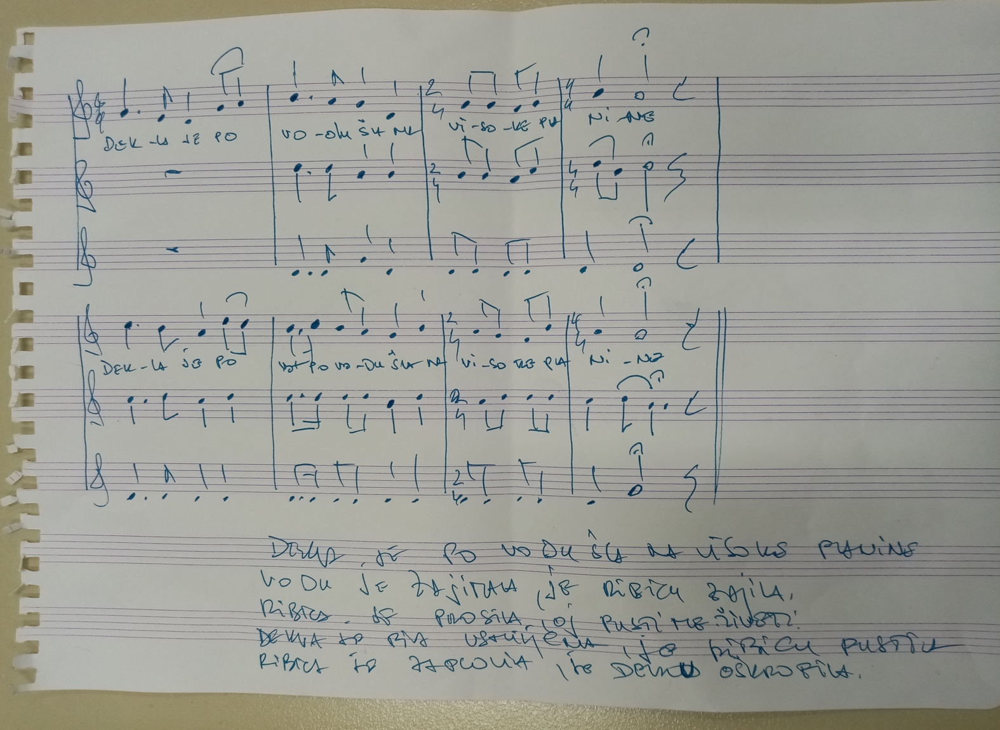 DEK-LA JE PO VO-DU ŠLA NA Vi-SO-KE PLA Ni-NE
DEK-LA JE PO PO VO-DU ŠLA NA Vi-SO KE PLA Ni-NE
DEKLA JE PO VODU ŠLA NA VISOKE PLANINE
VODU JE ZAJIMALA, JE RIBICU ZAJILA,
RIBICA JE PROSILA, OJ PUSTI ME ŽIVETI.
DEKLA JE BILA USMILJENA, JE RIBICU PUSTILA
RIBICA JE ZAPLOVILA, JE DEKLU OŠKROPILA.